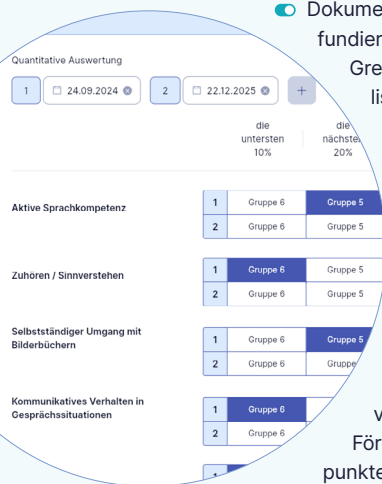 Quantitative Auswertung
1 24.09.2024 2 22.12.2025 +
die untersten 10% die nächste 20%
Aktive Sprachkompetenz
1 Gruppe 6 Gruppe 5
2 Gruppe 6 Gruppe 5
Zuhören / Sinnverstehen
1 Gruppe 6 Gruppe 5
2 Gruppe 6 Gruppe 5
Selbstständiger Umgang mit
Bilderbüchern
1 Gruppe 6 Gruppe 5
2 Gruppe 6 Gruppe
Kommunikatives Verhalten in
Gesprächssituationen
1 Gruppe 6
2 Gruppe 6
1
Dokume
fundier
Gre
lis
v
För
punkte